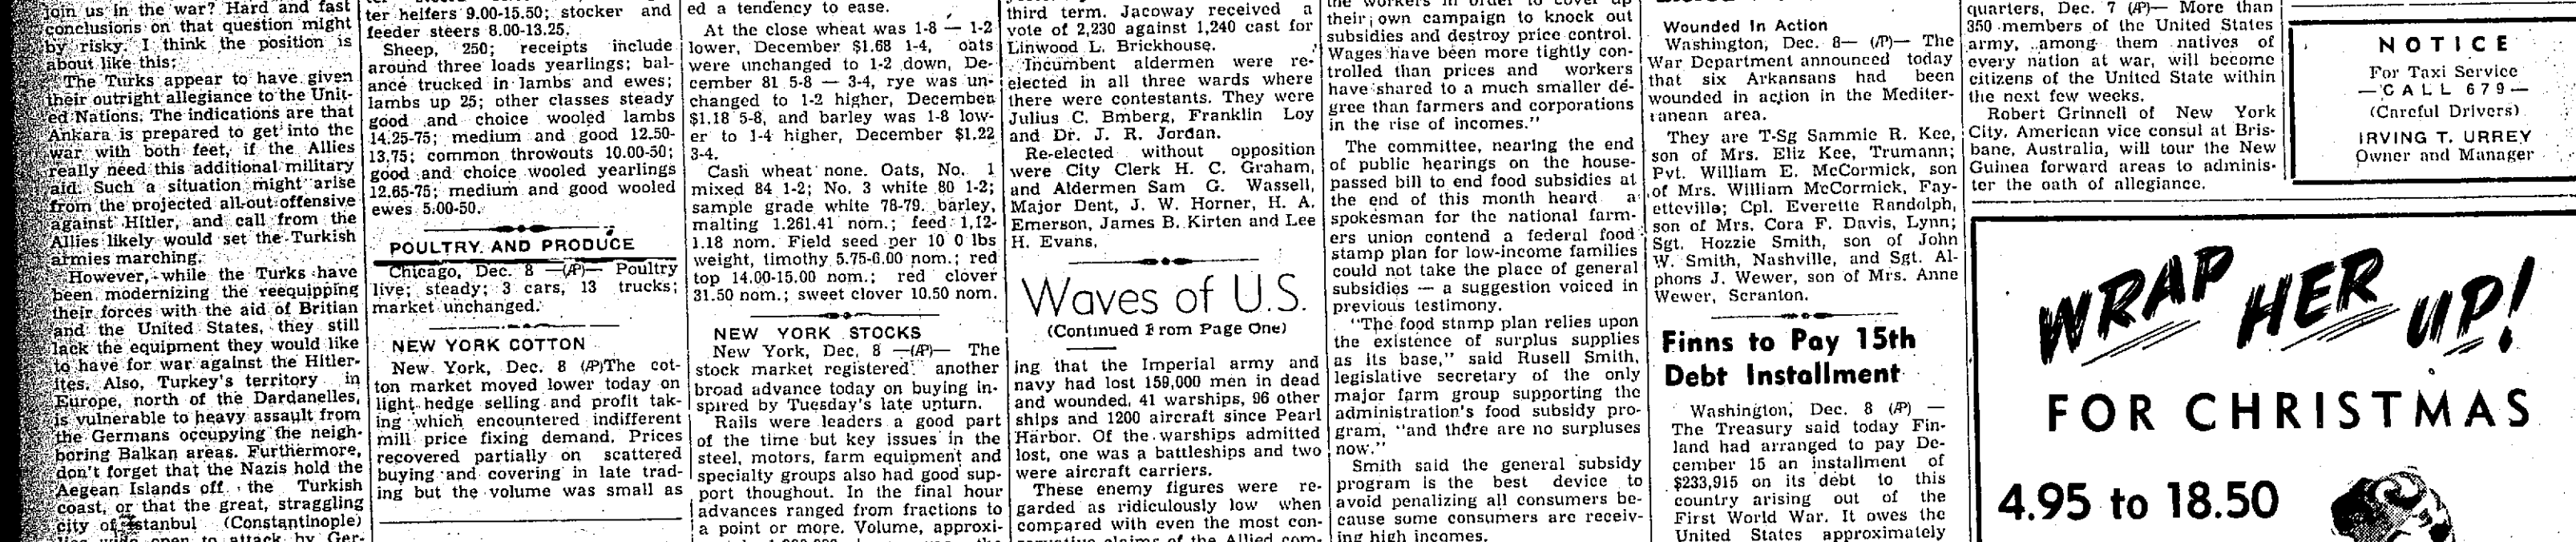 join us in the war? Hard and fast
conclusions on that question might
by risky. I think the position is
about like this:
The Turks appear to have given
their outright allegiance to the Unit-
ed Nations. The indications are that
Ankara is prepared to get into the
war with both feet, if the Allies
really need this additional military
aid. Such a situation might arise
from the projected all-out offensive
against Hitler, and call from the
Allies likely would set the Turkish
armies marching.
However, while the Turks have
been modernizing the reequipping
their forces with the aid of Britian
and the United States, they still
lack the equipment they would like
to have for war against the Hitler-
ites. Also, Turkey's territory in
Europe, north of the Dardanelles,
is vulnerable to heavy assault from
the Germans occupying the neigh-
boring Balkan areas. Furthermore,
don't forget that the Nazis hold the
Aegean Islands off the Turkish
coast, or that the great, straggling
city of Istanbul (Constantinople)
lies wide open to attack by Ger-
ter heifers 9.00-15.50; stocker and
feeder steers 8.00-13.25.
Sheep, 250; receipts include
around three loads yearlings; bal-
ance trucked in lambs and ewes;
lambs up 25; other classes steady
good and choice wooled lambs
14.25-75; medium and good 12.50-
13.75; common throwouts 10.00-50;
good and choice wooled yearlings
12.65-75; medium and good wooled
ewes 5.00-50.
POULTRY AND PRODUCE
Chicago, Dec. 8 —(AP)— Poultry
live; steady; 3 cars, 13 trucks;
market unchanged.
NEW YORK COTTON
New York, Dec. 8 (AP)The cot-
ton market moved lower today on
light hedge selling and profit tak-
ing which encountered indifferent
mill price fixing demand. Prices
recovered partially on scattered
buying and covering in late trad-
ing but the volume was small as
ed a tendency to ease.
At the close wheat was 1-8 — 1-2
lower, December $1.68 1-4, oats
were unchanged to 1-2 down, De-
cember 81 5-8 — 3-4, rye was un-
changed to 1-2 higher, December
$1.18 5-8, and barley was 1-8 low-
er to 1-4 higher, December $1.22
3-4.
Cash wheat none. Oats, No. 1
mixed 84 1-2; No. 3 white 80 1-2;
sample grade white 78-79. barley,
malting 1.261.41 nom.; feed 1.12-
1.18 nom. Field seed per 10 0 lbs
weight, timothy 5.75-6.00 nom.; red
top 14.00-15.00 nom.; red clover
31.50 nom.; sweet clover 10.50 nom.
NEW YORK STOCKS
New York, Dec. 8 —(AP)— The
stock market registered another
broad advance today on buying in-
spired by Tuesday's late upturn.
Rails were leaders a good part
of the time but key issues in the
steel, motors, farm equipment and
specialty groups also had good sup-
port thoughout. In the final hour
advances ranged from fractions to
a point or more. Volume, approxi-
third term. Jacoway received a
vote of 2,230 against 1,240 cast for
Linwood L. Brickhouse.
Incumbent aldermen were re-
elected in all three wards where
there were contestants. They were
Julius C. Bmberg, Franklin Loy
and Dr. J. R. Jordan.
Re-elected without opposition
were City Clerk H. C. Graham,
and Aldermen Sam G. Wassell,
Major Dent, J. W. Horner, H. A.
Emerson, James B. Kirten and Lee
H. Evans.
Waves of U.S.
(Continued From Page One)
ing that the Imperial army and
navy had lost 159,000 men in dead
and wounded, 41 warships, 96 other
ships and 1200 aircraft since Pearl
Harbor. Of the warships admitted
lost, one was a battleships and two
were aircraft carriers.
These enemy figures were re-
garded as ridiculously low when
compared with even the most con-
servative claims of the Allied com-
the workers in order to cover up
their own campaign to knock out
subsidies and destroy price control.
Wages have been more tightly con-
trolled than prices and workers
have shared to a much smaller de-
gree than farmers and corporations
in the rise of incomes."
The committee, nearing the end
of public hearings on the house-
passed bill to end food subsidies at
the end of this month heard a
spokesman for the national farm-
ers union contend a federal food
stamp plan for low-income families
could not take the place of general
subsidies — a suggestion voiced in
previous testimony.
"The food stamp plan relies upon
the existence of surplus supplies
as its base," said Rusell Smith,
legislative secretary of the only
major farm group supporting the
administration's food subsidy pro-
gram, "and there are no surpluses
now."
Smith said the general subsidy
program is the best device to
avoid penalizing all consumers be-
cause some consumers are receiv-
ing high incomes.
Wounded In Action
Washington, Dec. 8— (AP)— The
War Department announced today
that six Arkansans had been
wounded in action in the Mediter-
ranean area.
They are T-Sg Sammie R. Kee,
son of Mrs. Eliz Kee, Trumann;
Pvt. William E. McCormick, son
of Mrs. William McCormick, Fay-
etteville; Cpl. Everette Randolph,
son of Mrs. Cora F. Davis, Lynn;
Sgt. Hozzie Smith, son of John
W. Smith, Nashville, and Sgt. Al-
phons J. Wewer, son of Mrs. Anne
Wewer, Scranton.
Finns to Pay 15th
Debt Installment
Washington, Dec. 8 (AP) —
The Treasury said today Fin-
land had arranged to pay De-
cember 15 an installment of
$233,915 on its debt to this
country arising out of the
First World War. It owes the
United States approximately
quarters, Dec. 7 (AP)— More than
350 members of the United States
army, among them natives of
every nation at war, will become
citizens of the United State within
the next few weeks.
Robert Grinnell of New York
City, American vice consul at Bris-
bane, Australia, will tour the New
Guinea forward areas to adminis-
ter the oath of allegiance.
NOTICE
For Taxi Service
—CALL 679—
(Careful Drivers)
IRVING T. URREY
Owner and Manager
WRAP HER UP!
FOR CHRISTMAS
4.95 to 18.50